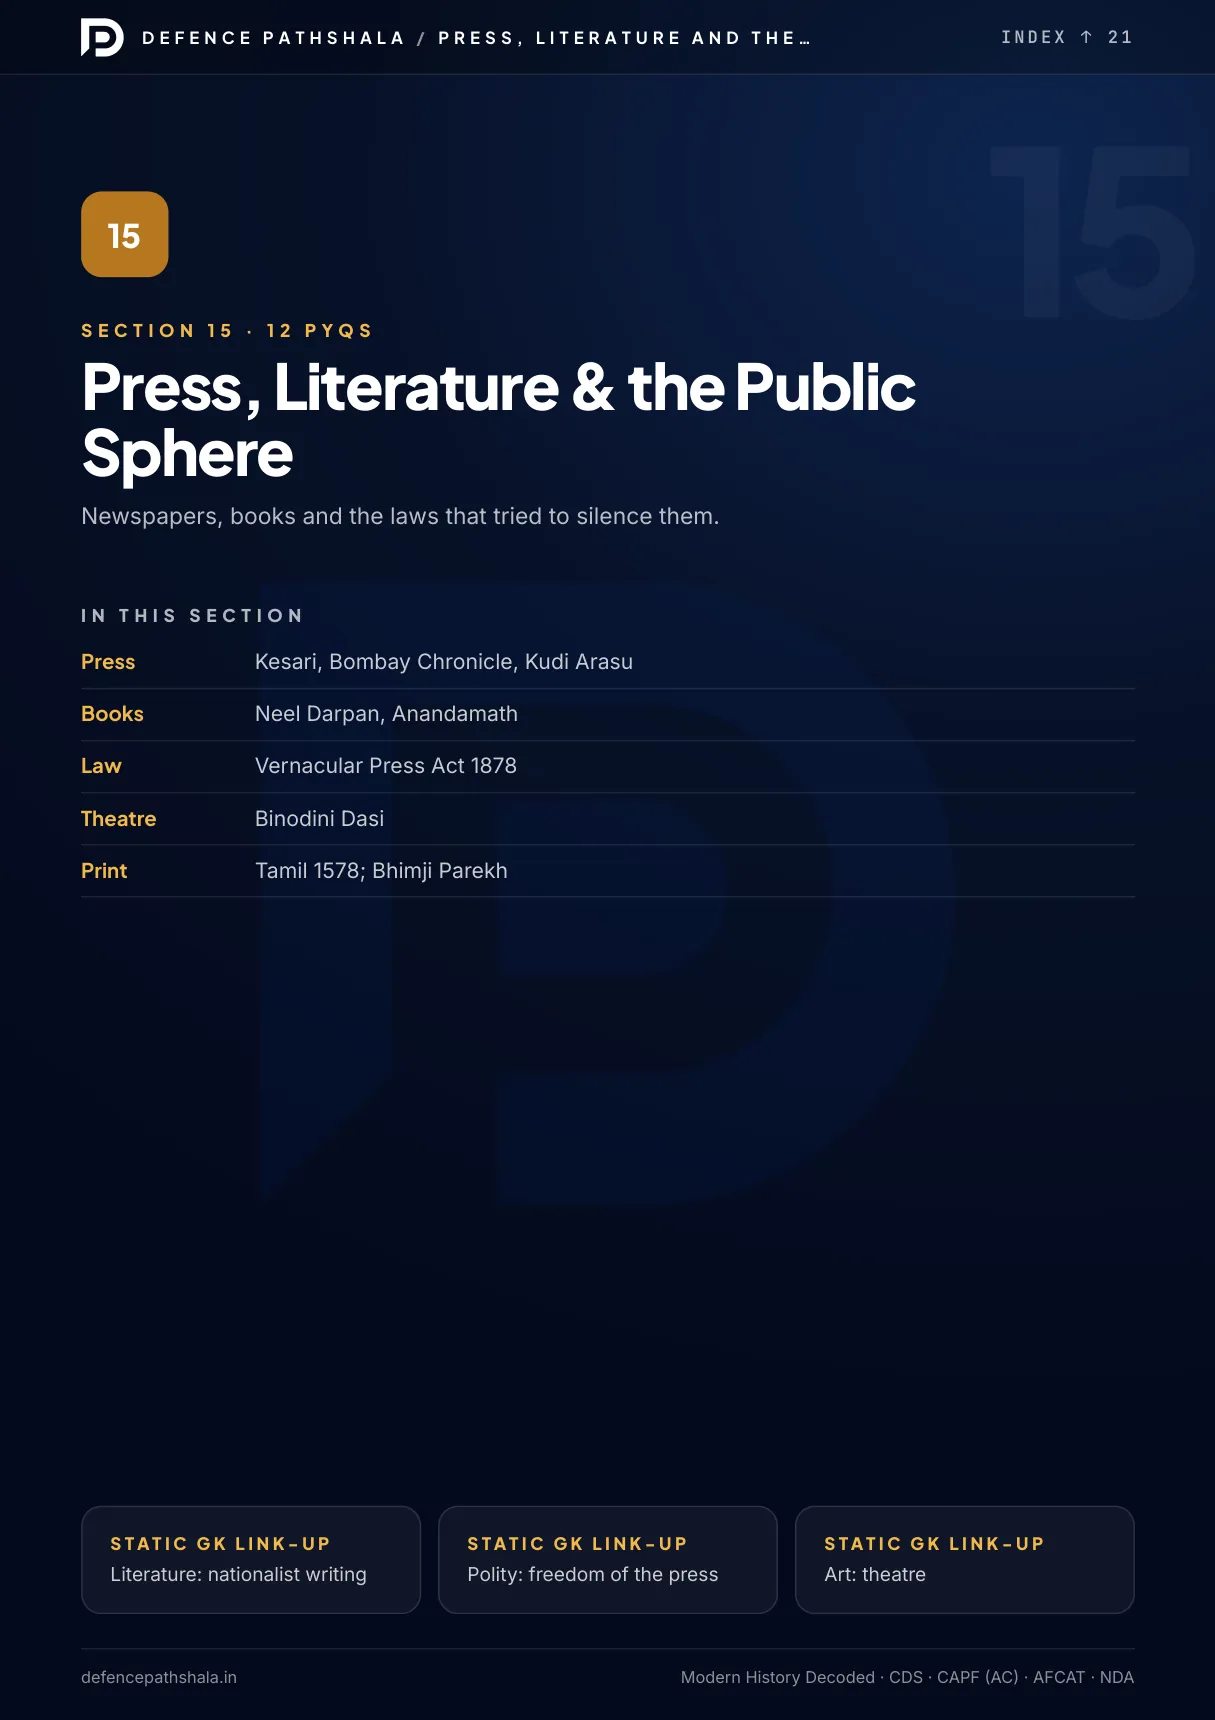 DEFENCE PATHSHALA / PRESS, LITERATURE AND THE…
INDEX ↑ 21
15
15
SECTION 15 · 12 PYQS
Press, Literature & the Public
Sphere
Newspapers, books and the laws that tried to silence them.
IN THIS SECTION
Press Kesari, Bombay Chronicle, Kudi Arasu
Books Neel Darpan, Anandamath
Law Vernacular Press Act 1878
Theatre Binodini Dasi
Print Tamil 1578; Bhimji Parekh
STATIC GK LINK-UP
Literature: nationalist writing
STATIC GK LINK-UP
Polity: freedom of the press
STATIC GK LINK-UP
Art: theatre
defencepathshala.in
Modern History Decoded · CDS · CAPF (AC) · AFCAT · NDA